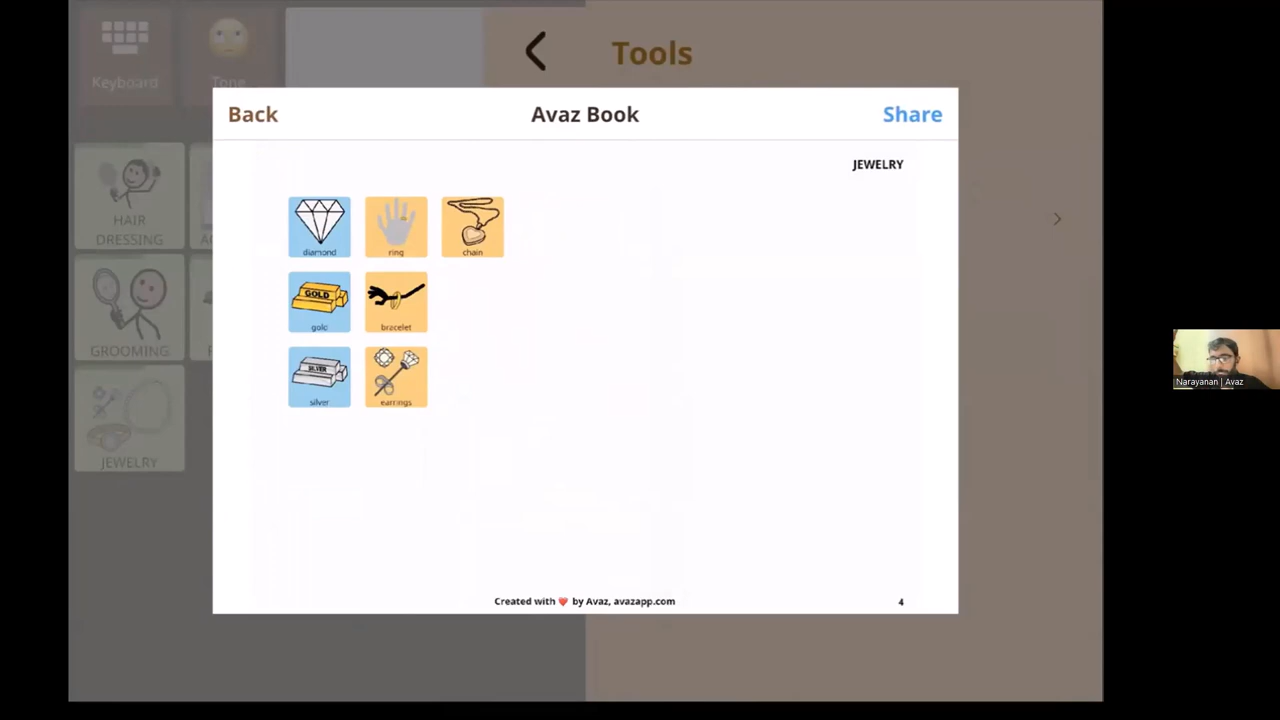 Keyboard
Tone
Tools
Back
Avaz Book
Share
JEWELRY
diamond
ring
chain
GOLD
gold
bracelet
SILVER
silver
earrings
HAIR
DRESSING
GROOMING
JEWELRY
Created with ❤ by Avaz, avazapp.com
4
Narayanan | Avaz